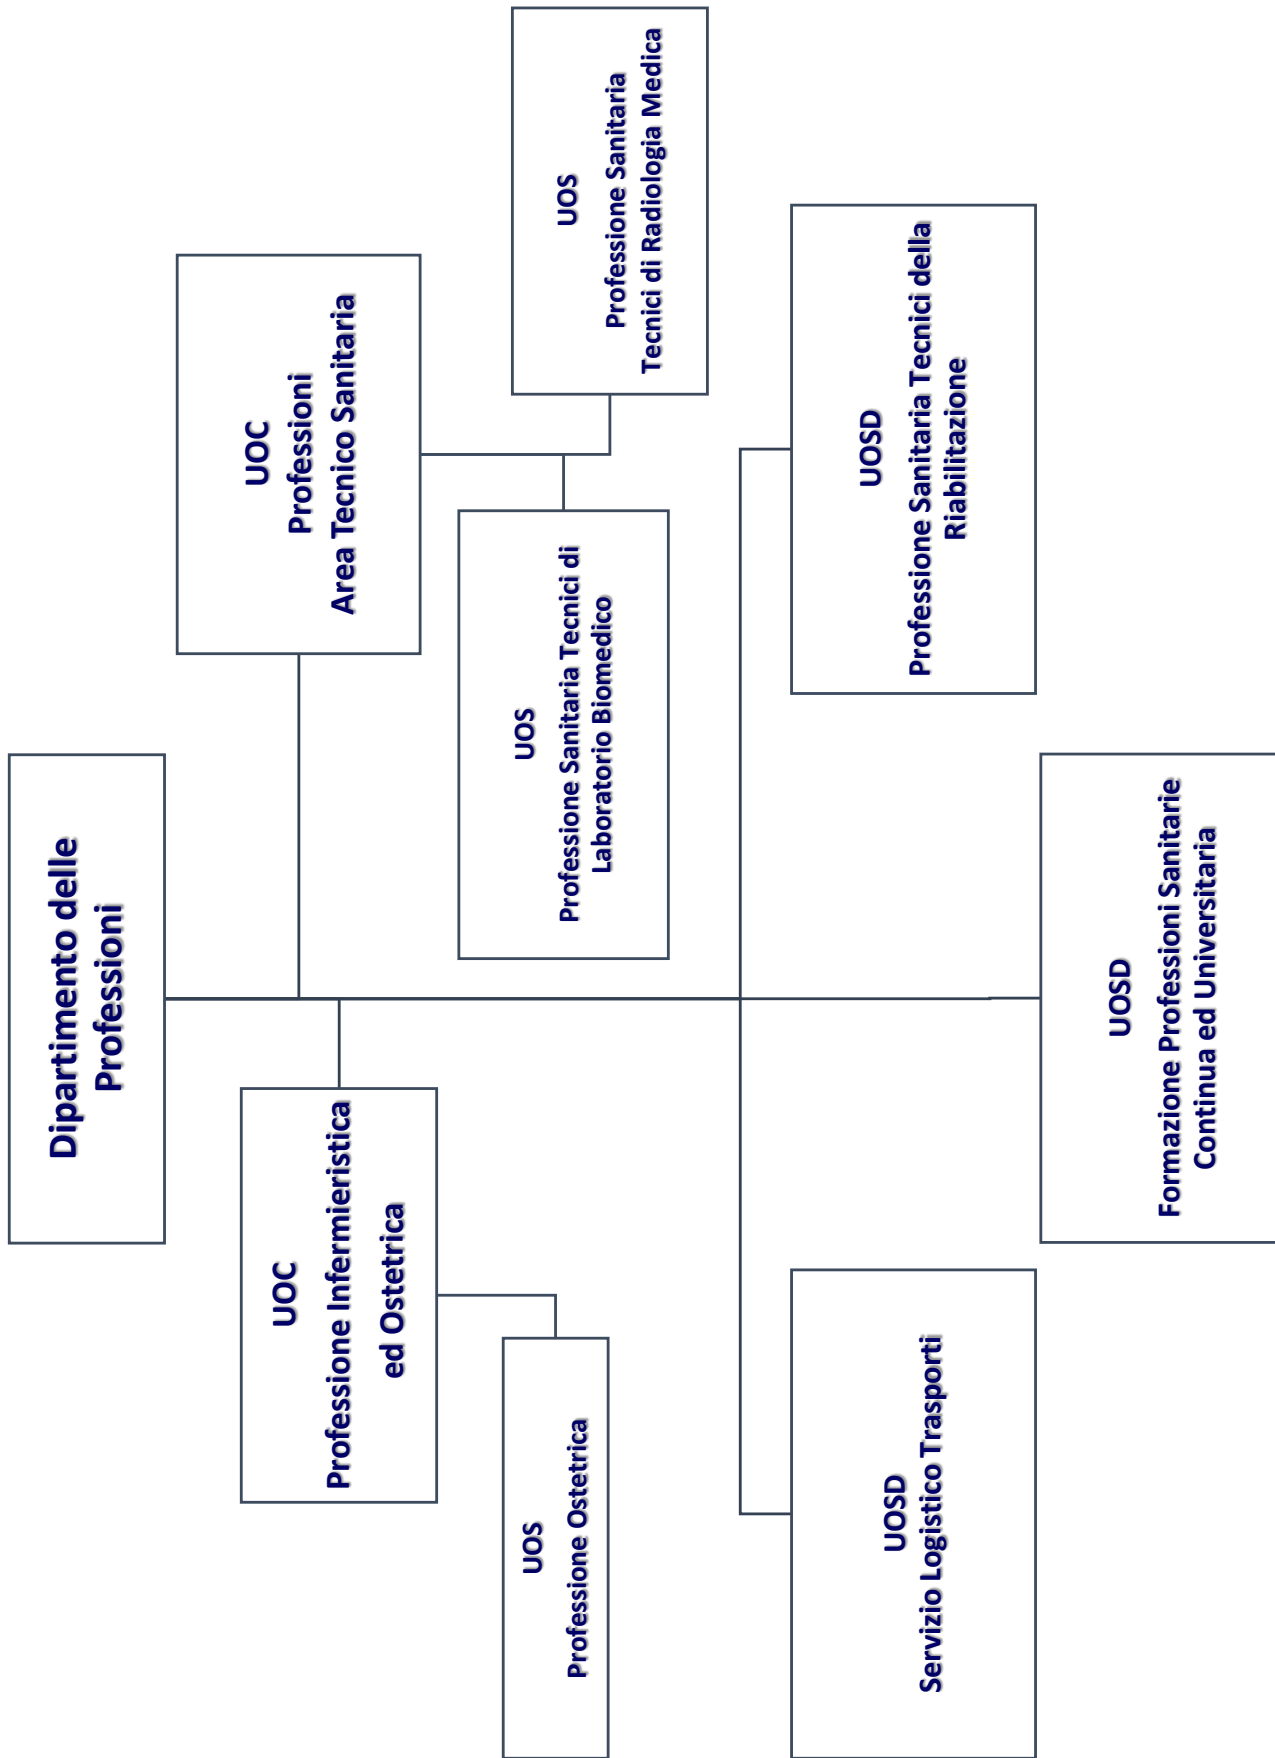 Dipartimento delle
Professioni
UOC
Professione Infermieristica
ed Ostetrica
UOC
Professioni
Area Tecnico Sanitaria
UOS
Professione Ostetrica
UOS
Professione Sanitaria Tecnici di
Laboratorio Biomedico
UOS
Professione Sanitaria
Tecnici di Radiologia Medica
UOSD
Servizio Logistico Trasporti
UOSD
Professione Sanitaria Tecnici della
Riabilitazione
UOSD
Formazione Professioni Sanitarie
Continua ed Universitaria